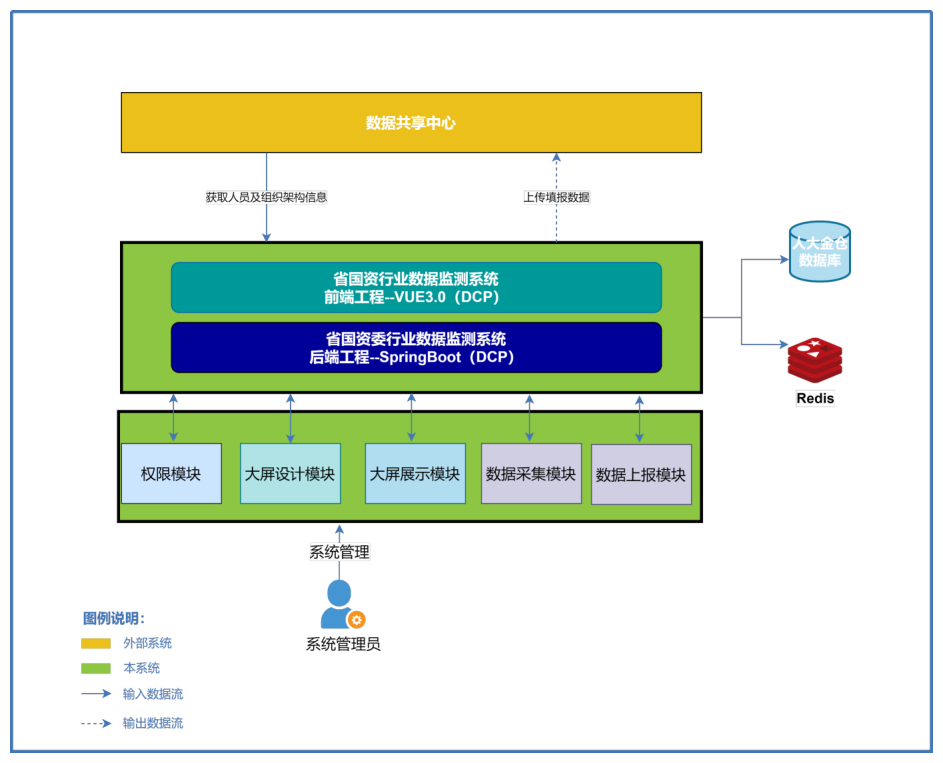 数据共享中心
获取人员及组织架构信息
上传填报数据
省国资行业数据监测系统
前端工程--VUE3.0（DCP）
省国资委行业数据监测系统
后端工程--SpringBoot（DCP）
人大金仓
数据库
Redis
权限模块
大屏设计模块
大屏展示模块
数据采集模块
数据上报模块
系统管理
系统管理员
图例说明：
外部系统
本系统
输入数据流
输出数据流